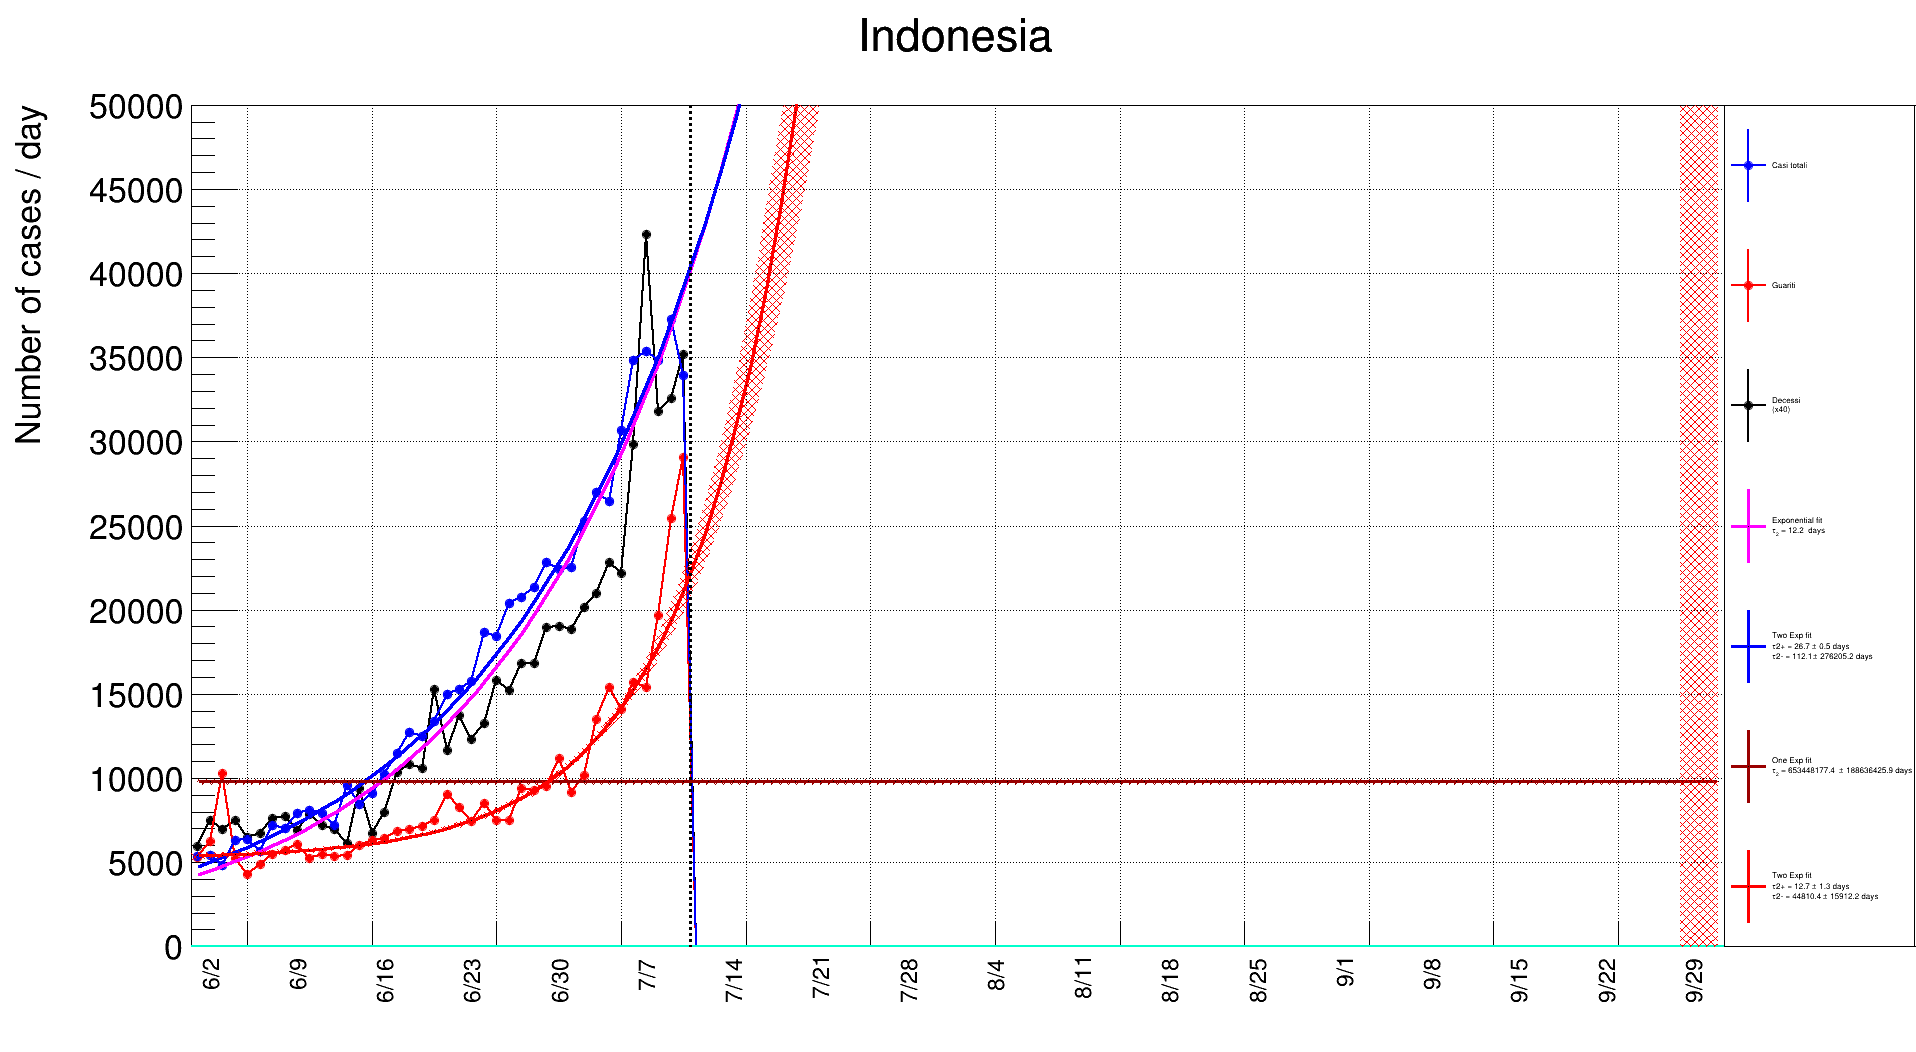 Indonesia
Number of cases / day
50000
45000
40000
35000
30000
25000
20000
15000
10000
5000
0
6/2
6/9
6/16
6/23
6/30
7/7
7/14
7/21
7/28
8/4
8/11
8/18
8/25
9/1
9/8
9/15
9/22
9/29
Casi totali
Guariti
Decessi
(x40)
Exponential fit
τ₂ = 12.2 days
Two Exp fit
τ2+ = 26.7 ± 0.5 days
τ2- = 112.1 ± 276205.2 days
One Exp fit
τ₂ = 653448177.4 ± 188636425.9 days
Two Exp fit
τ2+ = 12.7 ± 1.3 days
τ2- = 44810.4 ± 15912.2 days